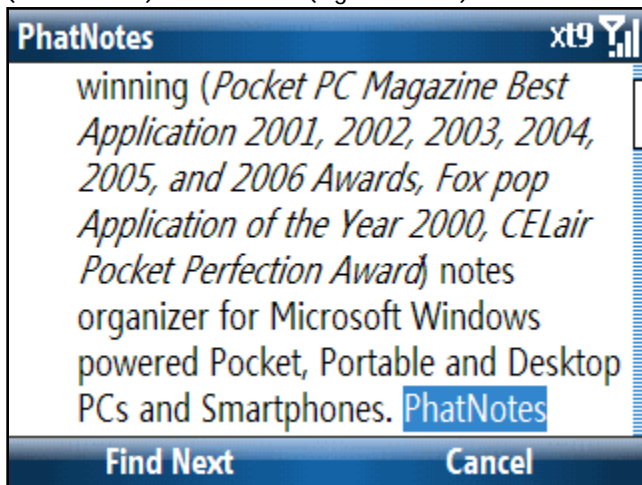 PhatNotes xt9
winning (Pocket PC Magazine Best
Application 2001, 2002, 2003, 2004,
2005, and 2006 Awards, Fox pop
Application of the Year 2000, CELair
Pocket Perfection Award) notes
organizer for Microsoft Windows
powered Pocket, Portable and Desktop
PCs and Smartphones. PhatNotes
Find Next Cancel